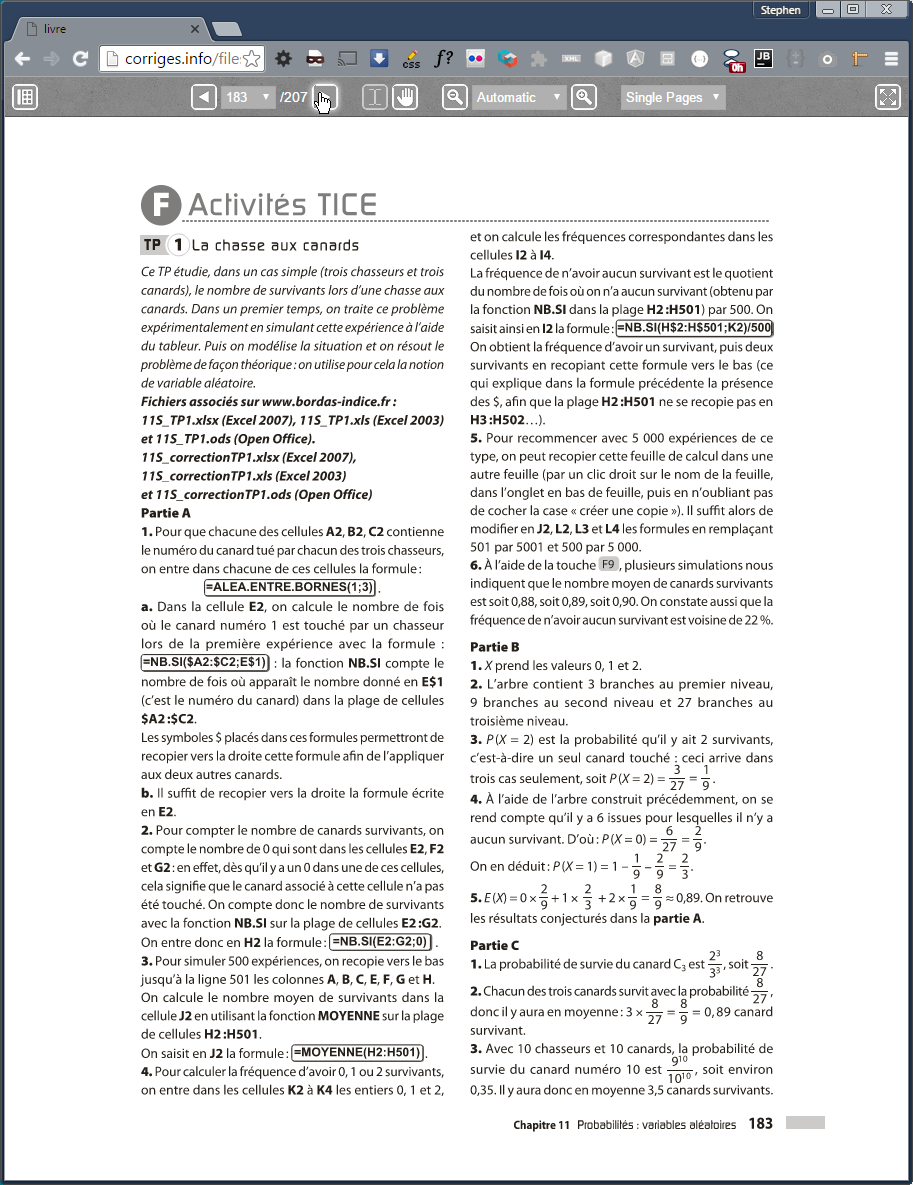 Stephen
livre
corriges.info/file
css
f?
XML
0h
JB
183
/207
Automatic
Single Pages
F Activités TICE
TP 1 La chasse aux canards
Ce TP étudie, dans un cas simple (trois chasseurs et trois
canards), le nombre de survivants lors d’une chasse aux
canards. Dans un premier temps, on traite ce problème
expérimentalement en simulant cette expérience à l’aide
du tableur. Puis on modélise la situation et on résout le
problème de façon théorique : on utilise pour cela la notion
de variable aléatoire.
Fichiers associés sur www.bordas-indice.fr :
11S_TP1.xlsx (Excel 2007), 11S_TP1.xls (Excel 2003)
et 11S_TP1.ods (Open Office).
11S_correctionTP1.xlsx (Excel 2007),
11S_correctionTP1.xls (Excel 2003)
et 11S_correctionTP1.ods (Open Office)
Partie A
1. Pour que chacune des cellules A2, B2, C2 contienne
le numéro du canard tué par chacun des trois chasseurs,
on entre dans chacune de ces cellules la formule :
=ALEA.ENTRE.BORNES(1;3) .
a. Dans la cellule E2, on calcule le nombre de fois
où le canard numéro 1 est touché par un chasseur
lors de la première expérience avec la formule :
=NB.SI($A2:$C2;E$1) : la fonction NB.SI compte le
nombre de fois où apparaît le nombre donné en E$1
(c’est le numéro du canard) dans la plage de cellules
$A2 :$C2.
Les symboles $ placés dans ces formules permettront de
recopier vers la droite cette formule afin de l’appliquer
aux deux autres canards.
b. Il suffit de recopier vers la droite la formule écrite
en E2.
2. Pour compter le nombre de canards survivants, on
compte le nombre de 0 qui sont dans les cellules E2, F2
et G2 : en effet, dès qu’il y a un 0 dans une de ces cellules,
cela signifie que le canard associé à cette cellule n’a pas
été touché. On compte donc le nombre de survivants
avec la fonction NB.SI sur la plage de cellules E2 :G2.
On entre donc en H2 la formule : =NB.SI(E2:G2;0) .
3. Pour simuler 500 expériences, on recopie vers le bas
jusqu’à la ligne 501 les colonnes A, B, C, E, F, G et H.
On calcule le nombre moyen de survivants dans la
cellule J2 en utilisant la fonction MOYENNE sur la plage
de cellules H2 :H501.
On saisit en J2 la formule : =MOYENNE(H2:H501) .
4. Pour calculer la fréquence d’avoir 0, 1 ou 2 survivants,
on entre dans les cellules K2 à K4 les entiers 0, 1 et 2,
et on calcule les fréquences correspondantes dans les
cellules I2 à I4.
La fréquence de n’avoir aucun survivant est le quotient
du nombre de fois où on n’a aucun survivant (obtenu par
la fonction NB.SI dans la plage H2 :H501) par 500. On
saisit ainsi en I2 la formule : =NB.SI(H$2:H$501;K2)/500
On obtient la fréquence d’avoir un survivant, puis deux
survivants en recopiant cette formule vers le bas (ce
qui explique dans la formule précédente la présence
des $, afin que la plage H2 :H501 ne se recopie pas en
H3 :H502…).
5. Pour recommencer avec 5 000 expériences de ce
type, on peut recopier cette feuille de calcul dans une
autre feuille (par un clic droit sur le nom de la feuille,
dans l’onglet en bas de feuille, puis en n’oubliant pas
de cocher la case « créer une copie »). Il suffit alors de
modifier en J2, L2, L3 et L4 les formules en remplaçant
501 par 5001 et 500 par 5 000.
6. À l’aide de la touche F9 , plusieurs simulations nous
indiquent que le nombre moyen de canards survivants
est soit 0,88, soit 0,89, soit 0,90. On constate aussi que la
fréquence de n’avoir aucun survivant est voisine de 22 %.
Partie B
1. X prend les valeurs 0, 1 et 2.
2. L’arbre contient 3 branches au premier niveau,
9 branches au second niveau et 27 branches au
troisième niveau.
3. P (X = 2) est la probabilité qu’il y ait 2 survivants,
c’est-à-dire un seul canard touché : ceci arrive dans
trois cas seulement, soit P (X = 2) = 3/27 = 1/9 .
4. À l’aide de l’arbre construit précédemment, on se
rend compte qu’il y a 6 issues pour lesquelles il n’y a
aucun survivant. D’où : P (X = 0) = 6/27 = 2/9.
On en déduit : P (X = 1) = 1 – 1/9 – 2/9 = 2/3.
5. E (X) = 0 × 2/9 + 1 × 2/3 + 2 × 1/9 = 8/9 ≈ 0,89. On retrouve
les résultats conjecturés dans la partie A.
Partie C
1. La probabilité de survie du canard C₃ est 2³/3³ , soit 8/27 .
2. Chacun des trois canards survit avec la probabilité 8/27 ,
donc il y aura en moyenne : 3 × 8/27 = 8/9 = 0, 89 canard
survivant.
3. Avec 10 chasseurs et 10 canards, la probabilité de
survie du canard numéro 10 est 9¹⁰/10¹⁰ , soit environ
0,35. Il y aura donc en moyenne 3,5 canards survivants.
Chapitre 11 Probabilités : variables aléatoires 183